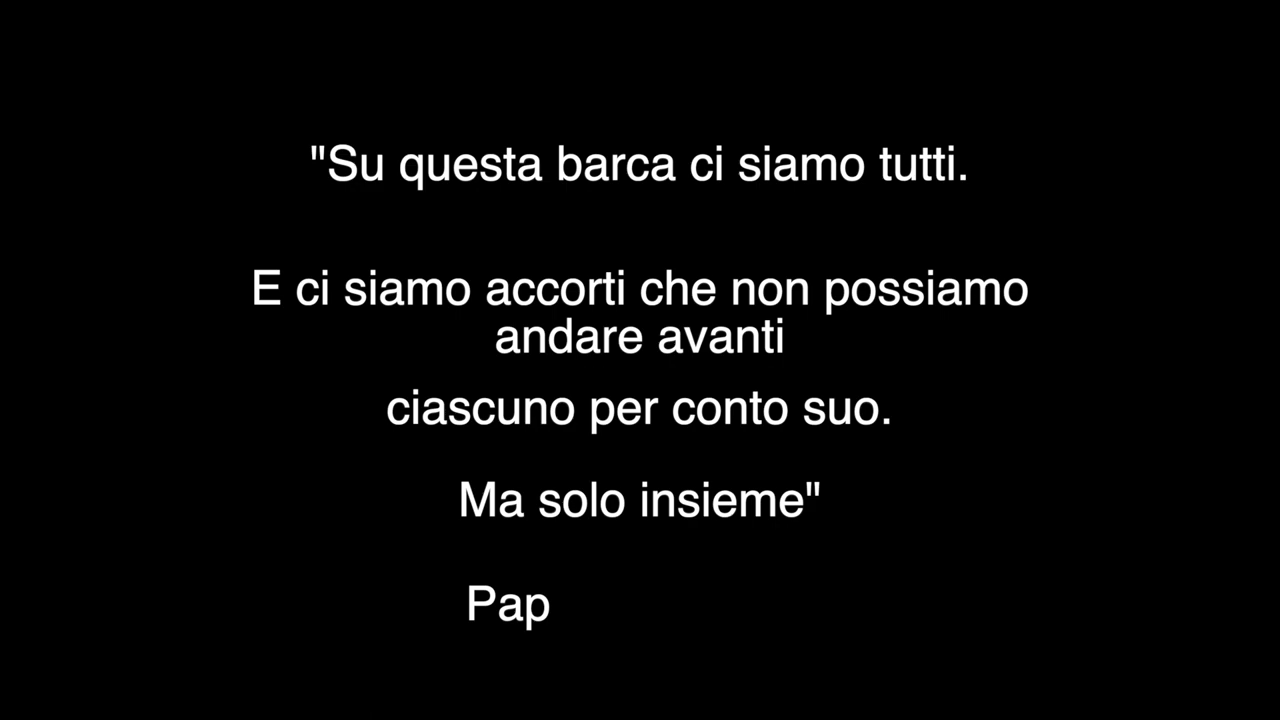 "Su questa barca ci siamo tutti.
E ci siamo accorti che non possiamo
andare avanti
ciascuno per conto suo.
Ma solo insieme"
Pap